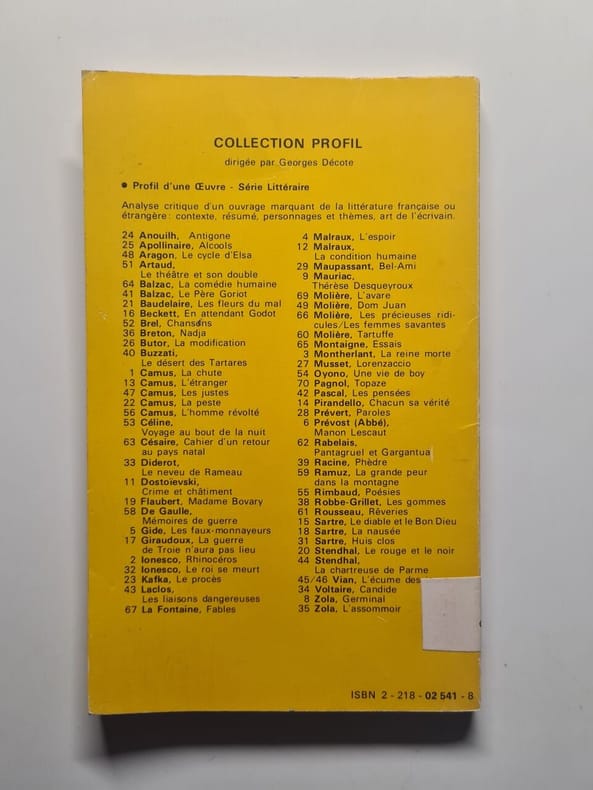 COLLECTION PROFIL
dirigée par Georges Décote
● Profil d'une Œuvre - Série Littéraire
Analyse critique d'un ouvrage marquant de la littérature française ou
étrangère : contexte, résumé, personnages et thèmes, art de l'écrivain.
24 Anouilh, Antigone
25 Apollinaire, Alcools
48 Aragon, Le cycle d'Elsa
51 Artaud,
Le théâtre et son double
64 Balzac, La comédie humaine
41 Balzac, Le Père Goriot
21 Baudelaire, Les fleurs du mal
16 Beckett, En attendant Godot
52 Brel, Chansons
36 Breton, Nadja
26 Butor, La modification
40 Buzzati,
Le désert des Tartares
1 Camus, La chute
13 Camus, L'étranger
47 Camus, Les justes
22 Camus, La peste
56 Camus, L'homme révolté
53 Céline,
Voyage au bout de la nuit
63 Césaire, Cahier d'un retour
au pays natal
33 Diderot,
Le neveu de Rameau
11 Dostoïevski,
Crime et châtiment
19 Flaubert, Madame Bovary
58 De Gaulle,
Mémoires de guerre
5 Gide, Les faux-monnayeurs
17 Giraudoux, La guerre
de Troie n'aura pas lieu
2 Ionesco, Rhinocéros
32 Ionesco, Le roi se meurt
23 Kafka, Le procès
43 Laclos,
Les liaisons dangereuses
67 La Fontaine, Fables
4 Malraux, L'espoir
12 Malraux,
La condition humaine
29 Maupassant, Bel-Ami
9 Mauriac,
Thérèse Desqueyroux
69 Molière, L'avare
49 Molière, Dom Juan
66 Molière, Les précieuses ridi-
cules/Les femmes savantes
60 Molière, Tartuffe
65 Montaigne, Essais
3 Montherlant, La reine morte
27 Musset, Lorenzaccio
54 Oyono, Une vie de boy
70 Pagnol, Topaze
42 Pascal, Les pensées
14 Pirandello, Chacun sa vérité
28 Prévert, Paroles
6 Prévost (Abbé),
Manon Lescaut
62 Rabelais,
Pantagruel et Gargantua
39 Racine, Phèdre
59 Ramuz, La grande peur
dans la montagne
55 Rimbaud, Poésies
38 Robbe-Grillet, Les gommes
61 Rousseau, Rêveries
15 Sartre, Le diable et le Bon Dieu
18 Sartre, La nausée
31 Sartre, Huis clos
20 Stendhal, Le rouge et le noir
44 Stendhal,
La chartreuse de Parme
45/46 Vian, L'écume des
34 Voltaire, Candide
8 Zola, Germinal
35 Zola, L'assommoir
ISBN 2 - 218 - 02 541 - 8